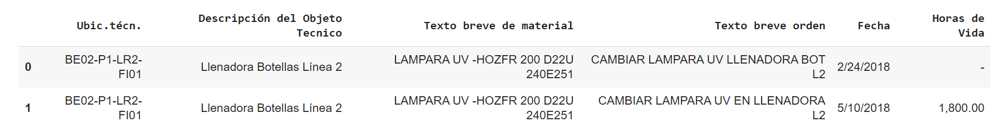 Ubic.técn. Descripción del Objeto Tecnico Texto breve de material Texto breve orden Fecha Horas de Vida
0 BE02-P1-LR2-FI01 Llenadora Botellas Línea 2 LAMPARA UV -HOZFR 200 D22U 240E251 CAMBIAR LAMPARA UV LLENADORA BOT L2 2/24/2018 -
1 BE02-P1-LR2-FI01 Llenadora Botellas Línea 2 LAMPARA UV -HOZFR 200 D22U 240E251 CAMBIAR LAMPARA UV EN LLENADORA L2 5/10/2018 1,800.00